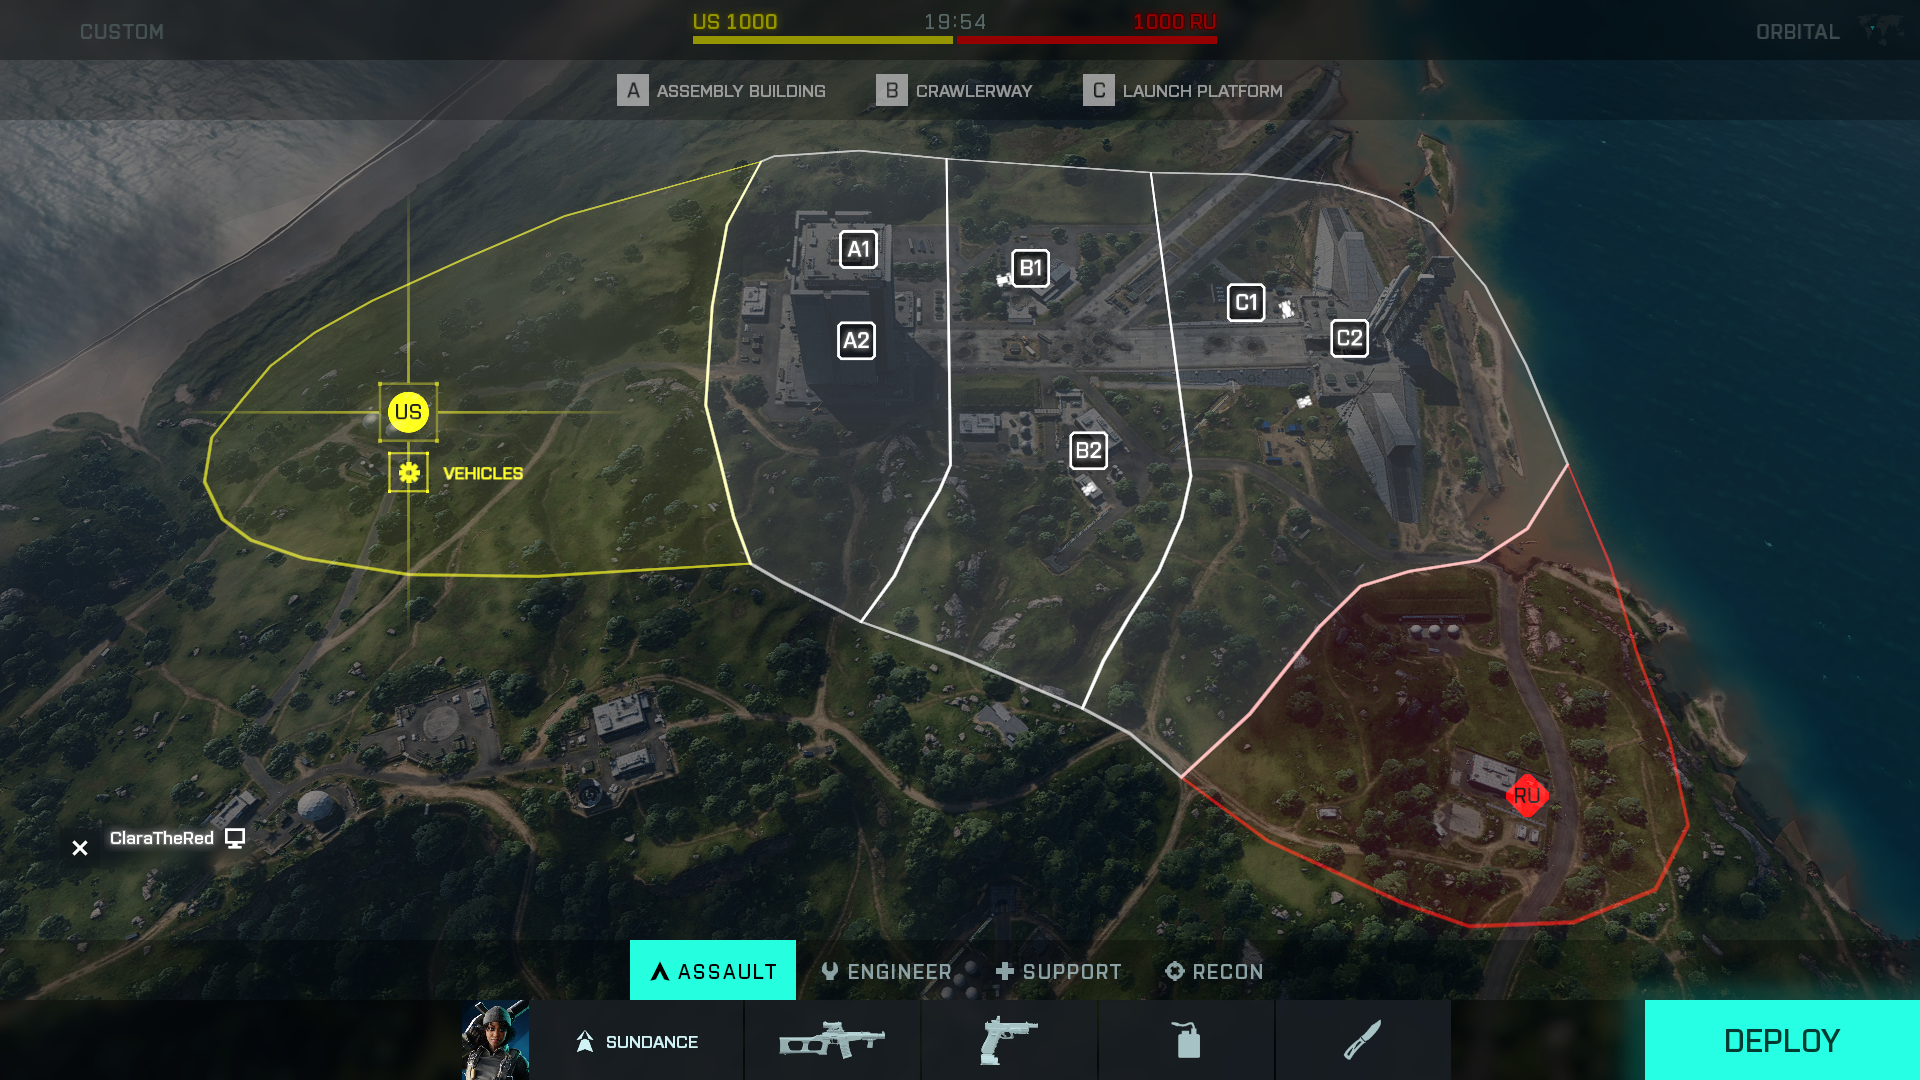 CUSTOM
US 1000 19:54 1000 RU
ORBITAL
A ASSEMBLY BUILDING B CRAWLERWAY C LAUNCH PLATFORM
A1
B1
C1
C2
A2
US
B2
VEHICLES
RU
ClaraTheRed
ASSAULT ENGINEER SUPPORT RECON
SUNDANCE
DEPLOY